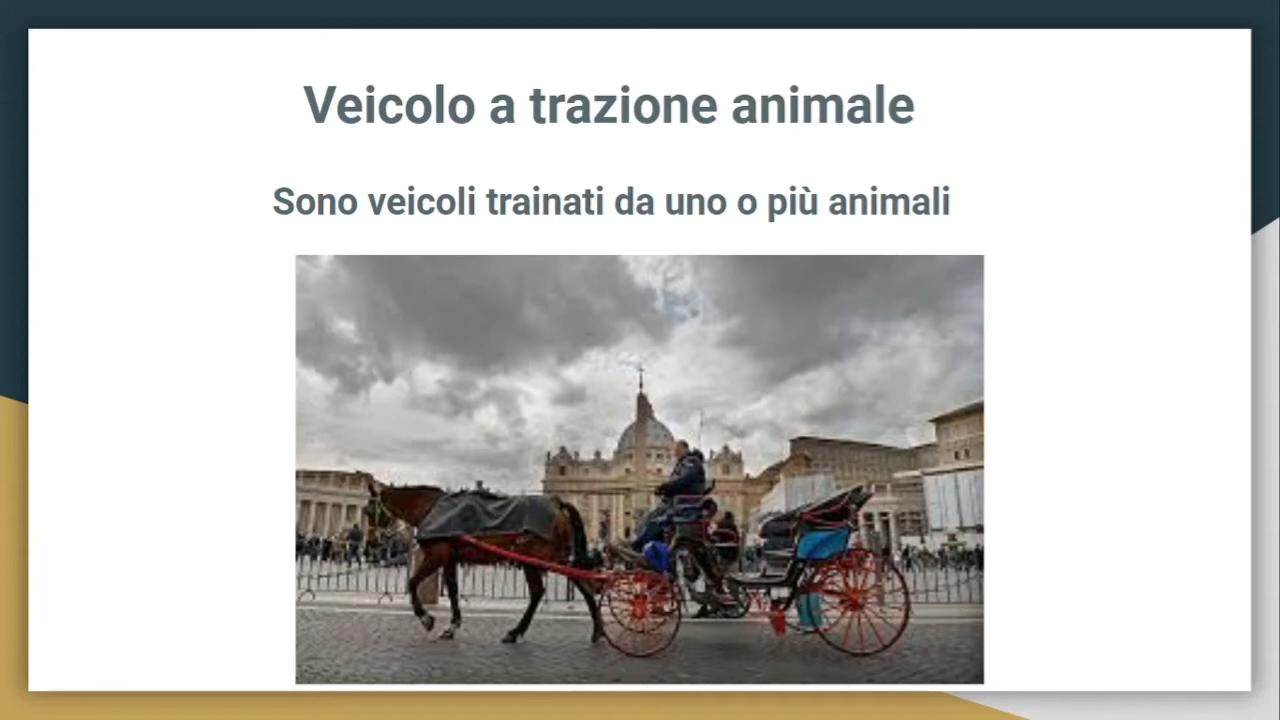 Veicolo a trazione animale
Sono veicoli trainati da uno o più animali